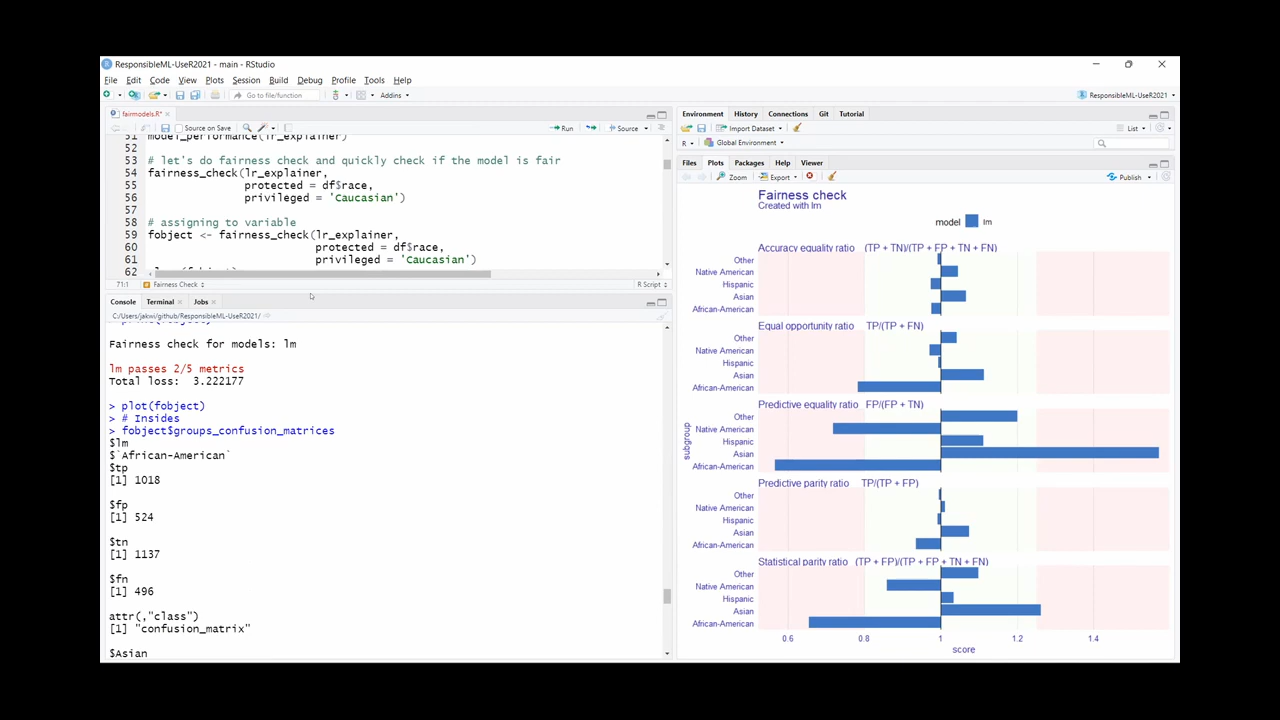 ResponsibleML-UseR2021 - main - RStudio
File Edit Code View Plots Session Build Debug Profile Tools Help
Go to file/function
Addins
ResponsibleML-UseR2021
fairmodels.R*
Source on Save
Run
Source
51 model_performance(lr_explainer)
52
53 # let's do fairness check and quickly check if the model is fair
54 fairness_check(lr_explainer,
55 protected = df$race,
56 privileged = 'Caucasian')
57
58 # assigning to variable
59 fobject <- fairness_check(lr_explainer,
60 protected = df$race,
61 privileged = 'Caucasian')
62
71:1 Fairness Check R Script
Console Terminal Jobs
C:/Users/jakwi/github/ResponsibleML-UseR2021/
Fairness check for models: lm
lm passes 2/5 metrics
Total loss: 3.222177
> plot(fobject)
> # Insides
> fobject$groups_confusion_matrices
$lm
$`African-American`
$tp
[1] 1018
$fp
[1] 524
$tn
[1] 1137
$fn
[1] 496
attr(,"class")
[1] "confusion_matrix"
$Asian
Environment History Connections Git Tutorial
Import Dataset
List
R Global Environment
Files Plots Packages Help Viewer
Zoom Export Publish
Fairness check
Created with lm
model lm
Accuracy equality ratio (TP + TN)/(TP + FP + TN + FN)
Other
Native American
Hispanic
Asian
African-American
Equal opportunity ratio TP/(TP + FN)
Other
Native American
Hispanic
Asian
African-American
Predictive equality ratio FP/(FP + TN)
Other
Native American
Hispanic
Asian
African-American
Predictive parity ratio TP/(TP + FP)
Other
Native American
Hispanic
Asian
African-American
Statistical parity ratio (TP + FP)/(TP + FP + TN + FN)
Other
Native American
Hispanic
Asian
African-American
subgroup
0.6 0.8 1 1.2 1.4
score